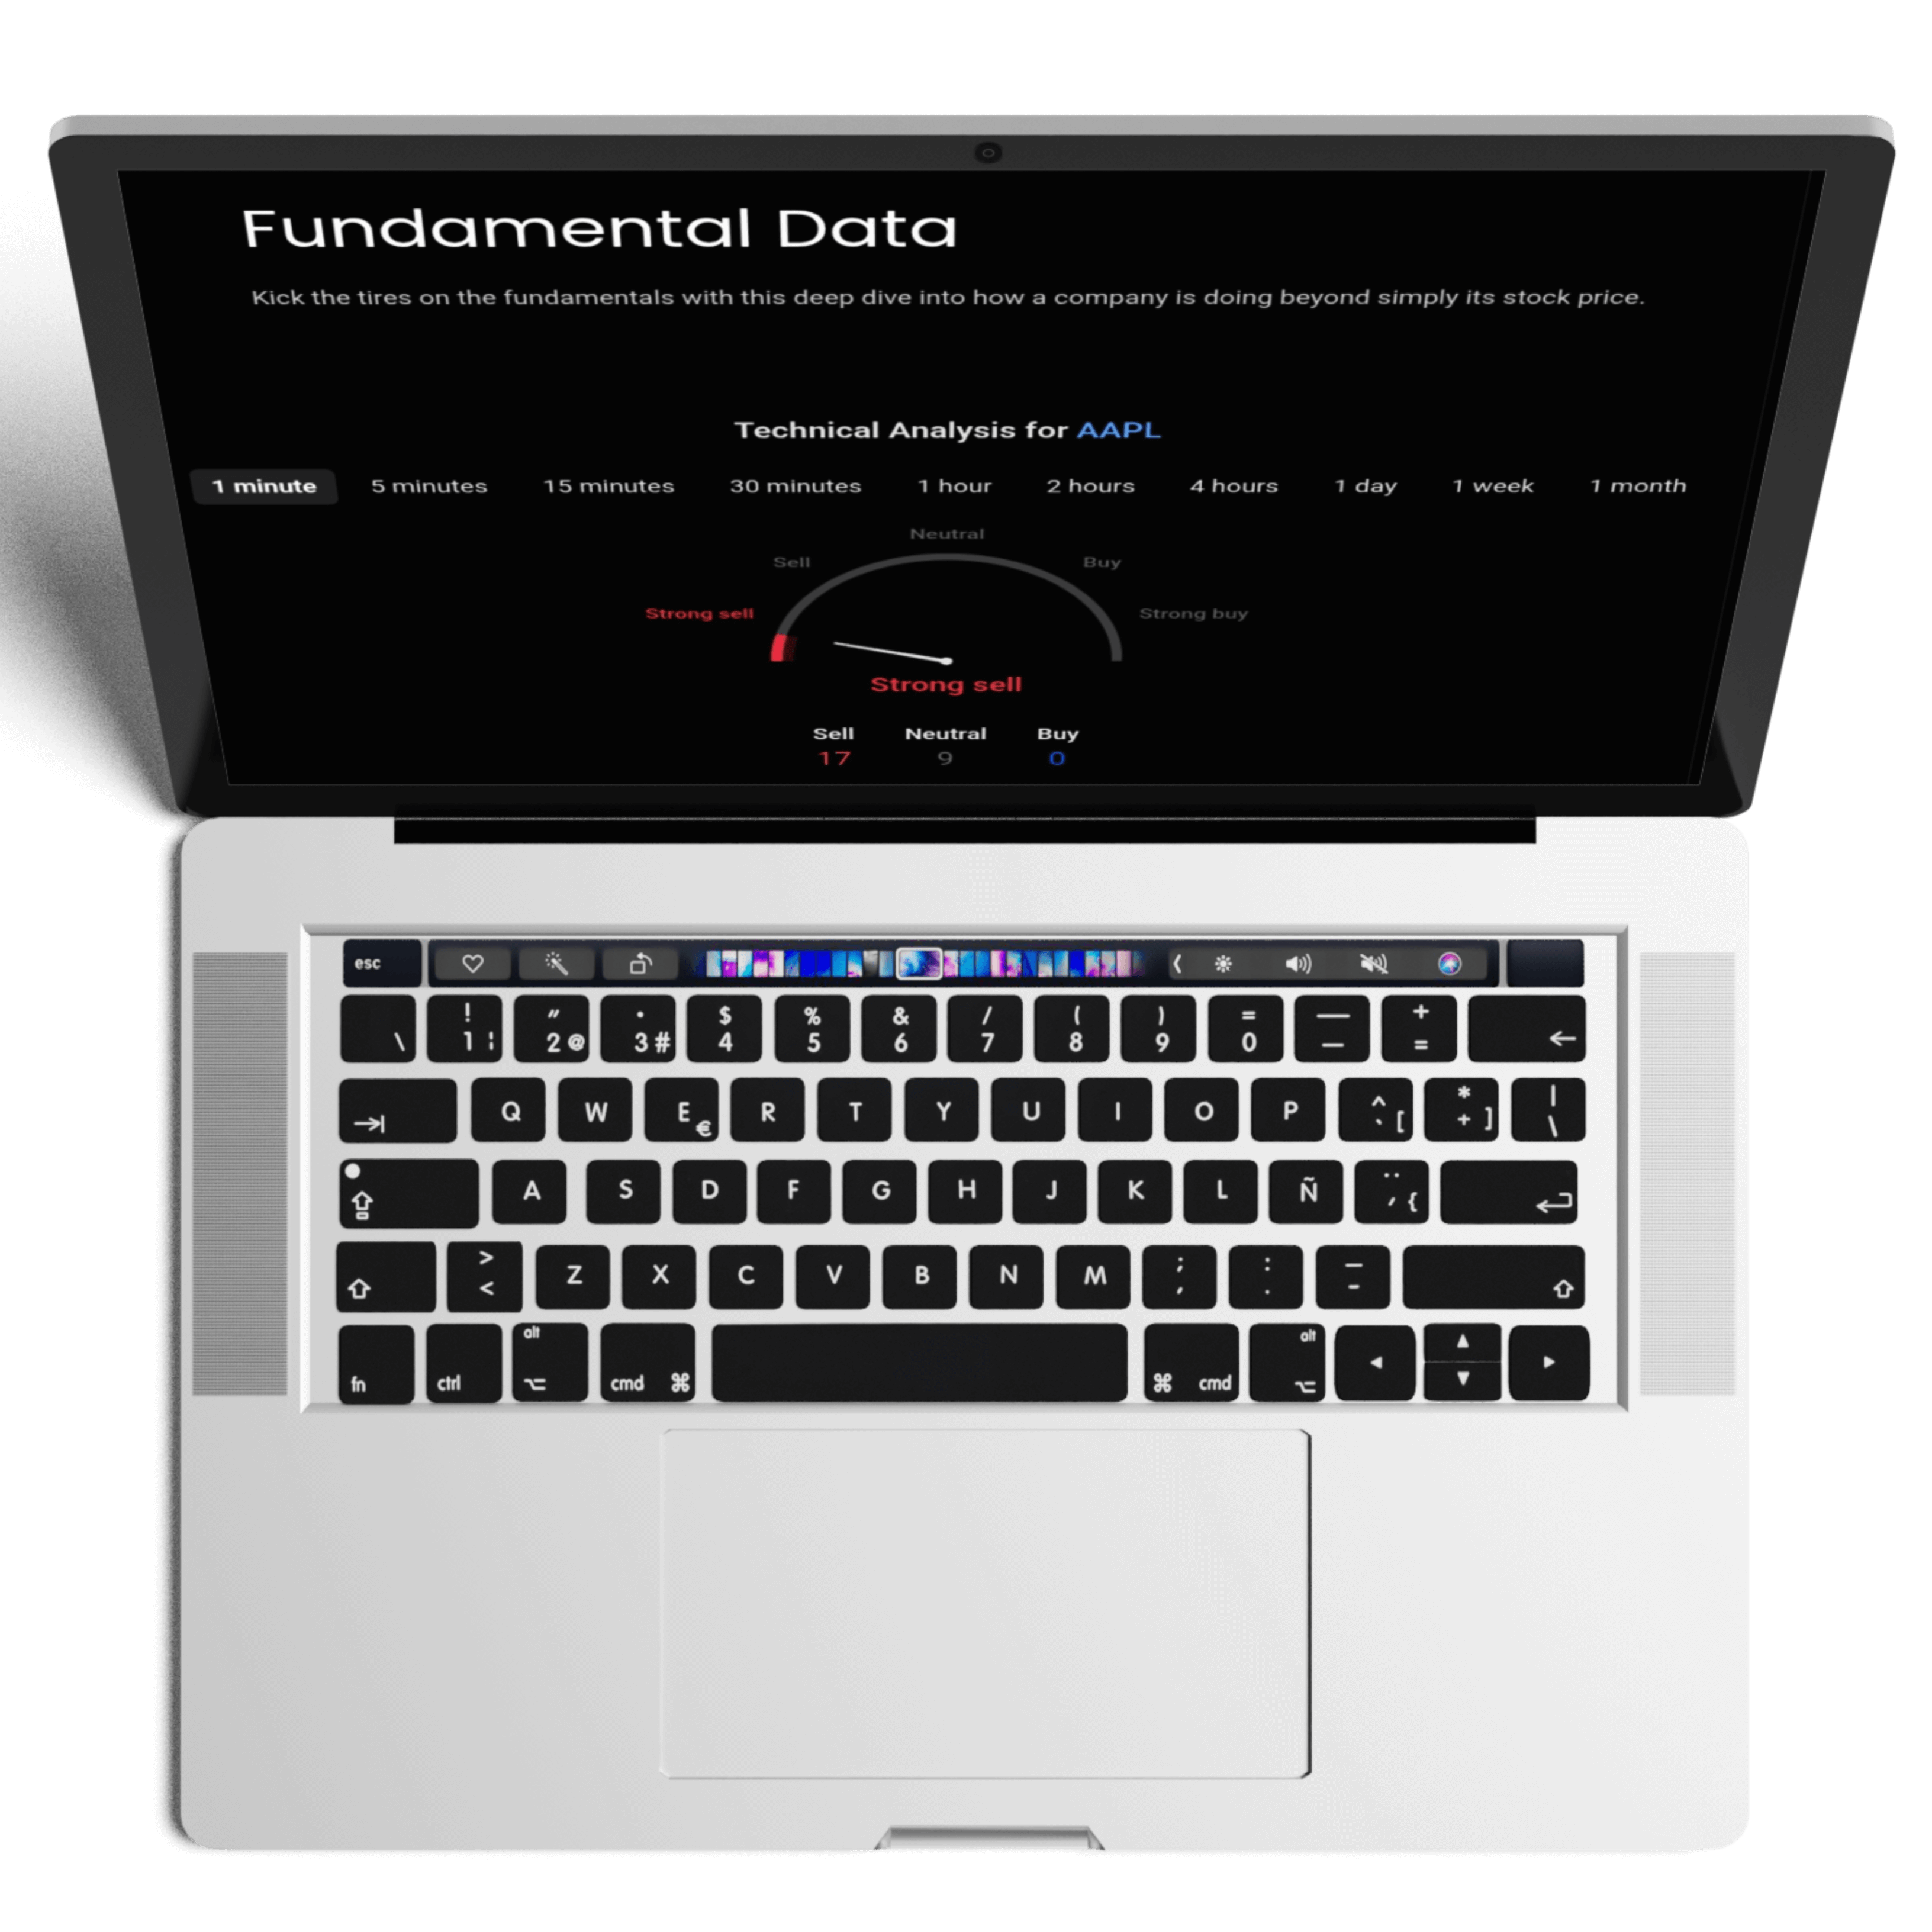 Fundamental Data
Kick the tires on the fundamentals with this deep dive into how a company is doing beyond simply its stock price.
Technical Analysis for AAPL
1 minute 5 minutes 15 minutes 30 minutes 1 hour 2 hours 4 hours 1 day 1 week 1 month
Neutral
Sell Buy
Strong sell Strong buy
Strong sell
Sell Neutral Buy
17 9 0
esc
\ ! 1 ¦ " 2 @ · 3 # $ 4 % 5 & 6 / 7 ( 8 ) 9 = 0 — – + =
Q W E € R T Y U I O P ^ ` [ * + ] | \
A S D F G H J K L Ñ ¨ ´ {
> < Z X C V B N M ; , : . – -
fn ctrl alt cmd ⌘ ⌘ cmd alt